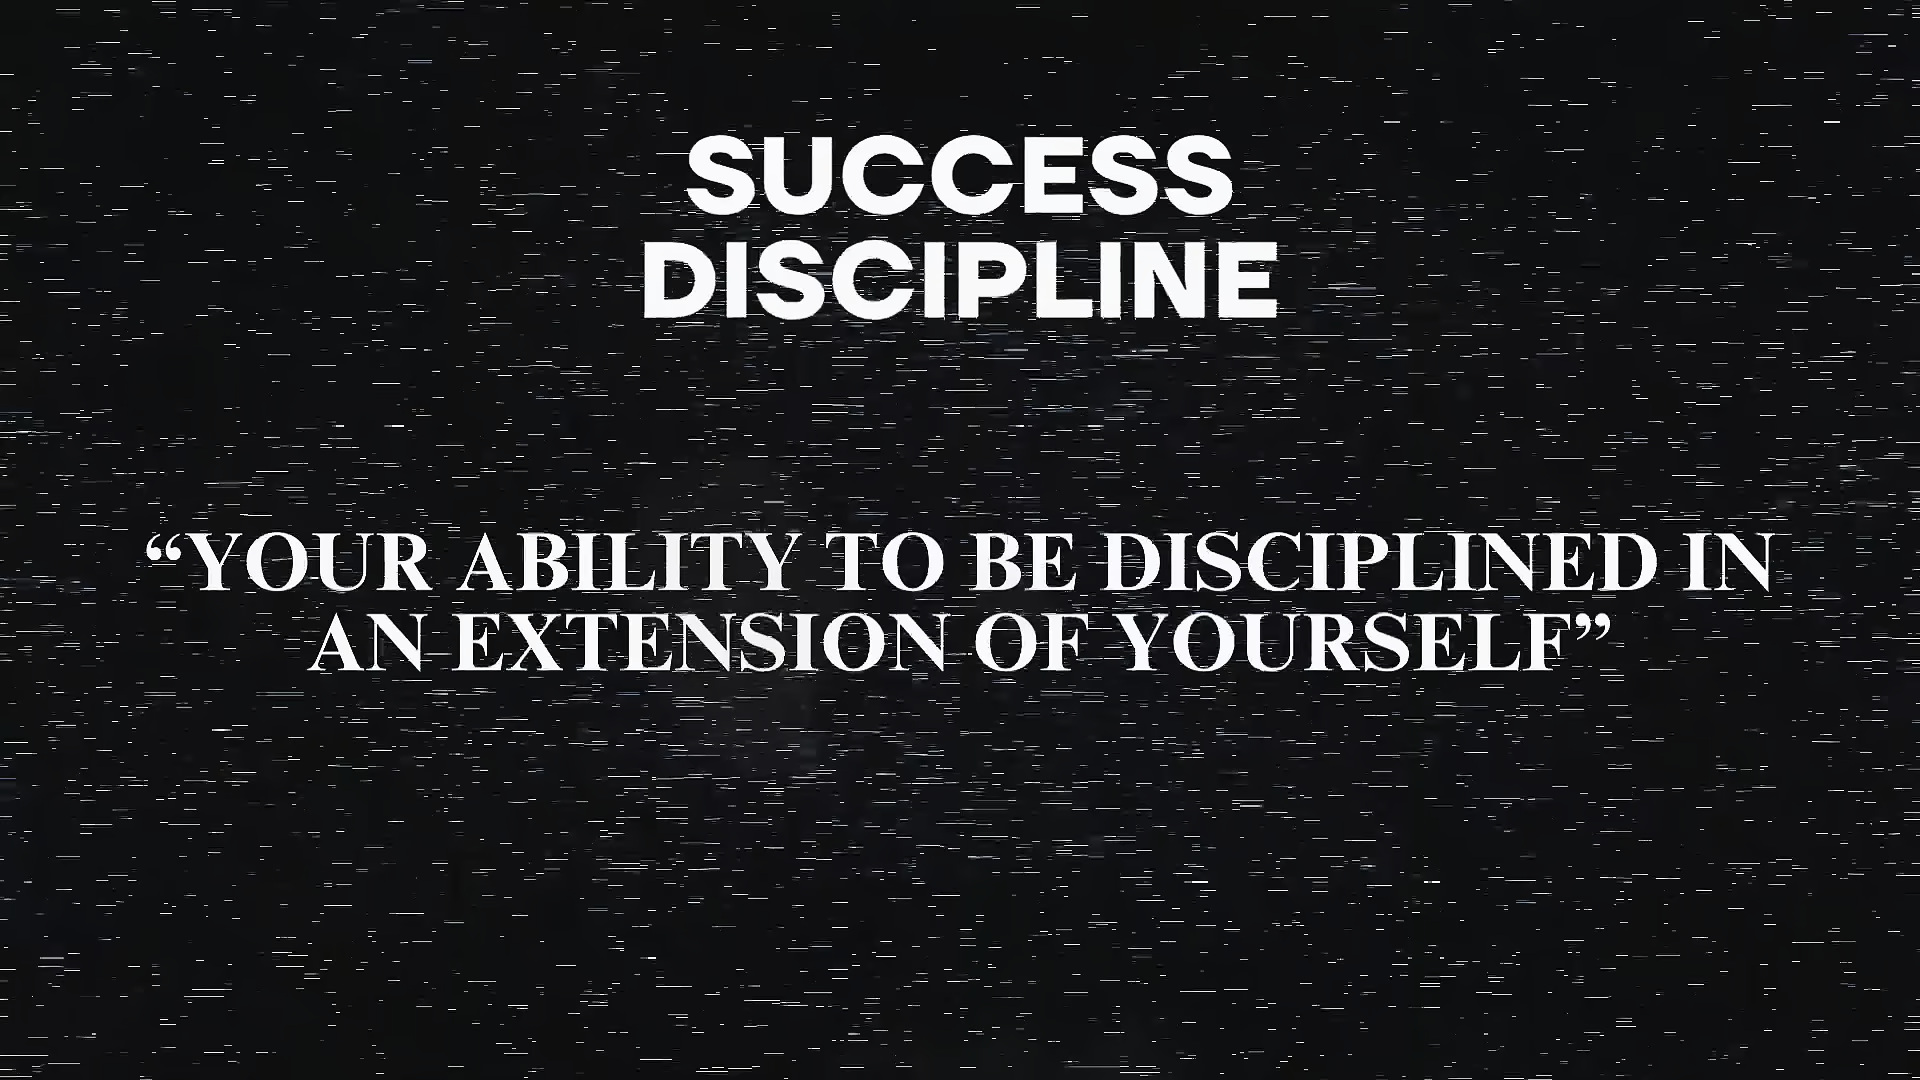 SUCCESS
DISCIPLINE
“YOUR ABILITY TO BE DISCIPLINED IN
AN EXTENSION OF YOURSELF”